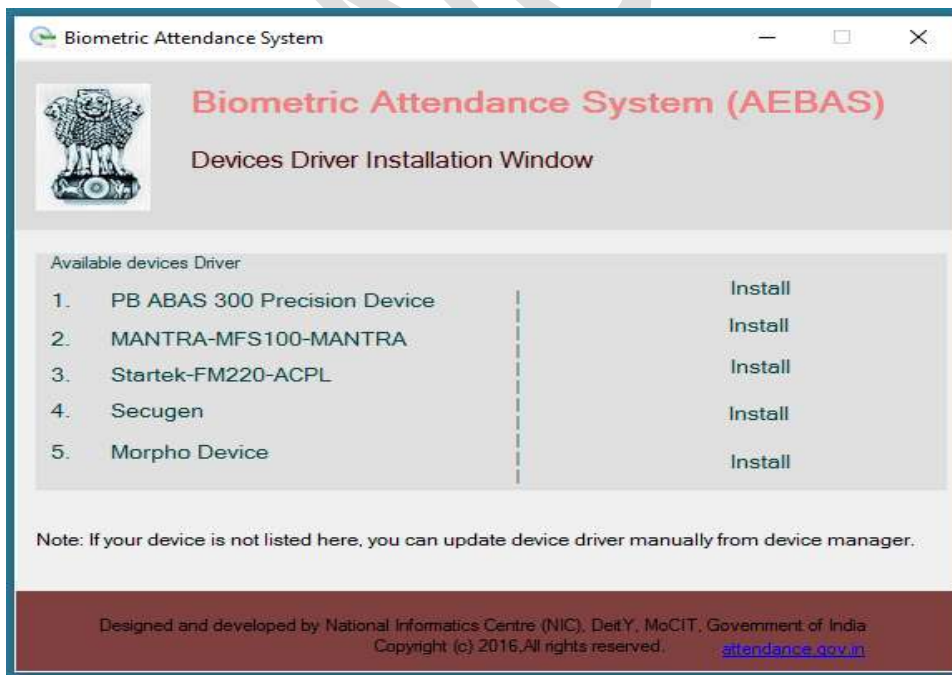 Biometric Attendance System
Biometric Attendance System (AEBAS)
Devices Driver Installation Window
Available devices Driver
1. PB ABAS 300 Precision Device Install
2. MANTRA-MFS100-MANTRA Install
3. Startek-FM220-ACPL Install
4. Secugen Install
5. Morpho Device Install
Note: If your device is not listed here, you can update device driver manually from device manager.
Designed and developed by National Informatics Centre (NIC), DeitY, MoCIT, Government of India
Copyright (c) 2016,All rights reserved. attendance.gov.in